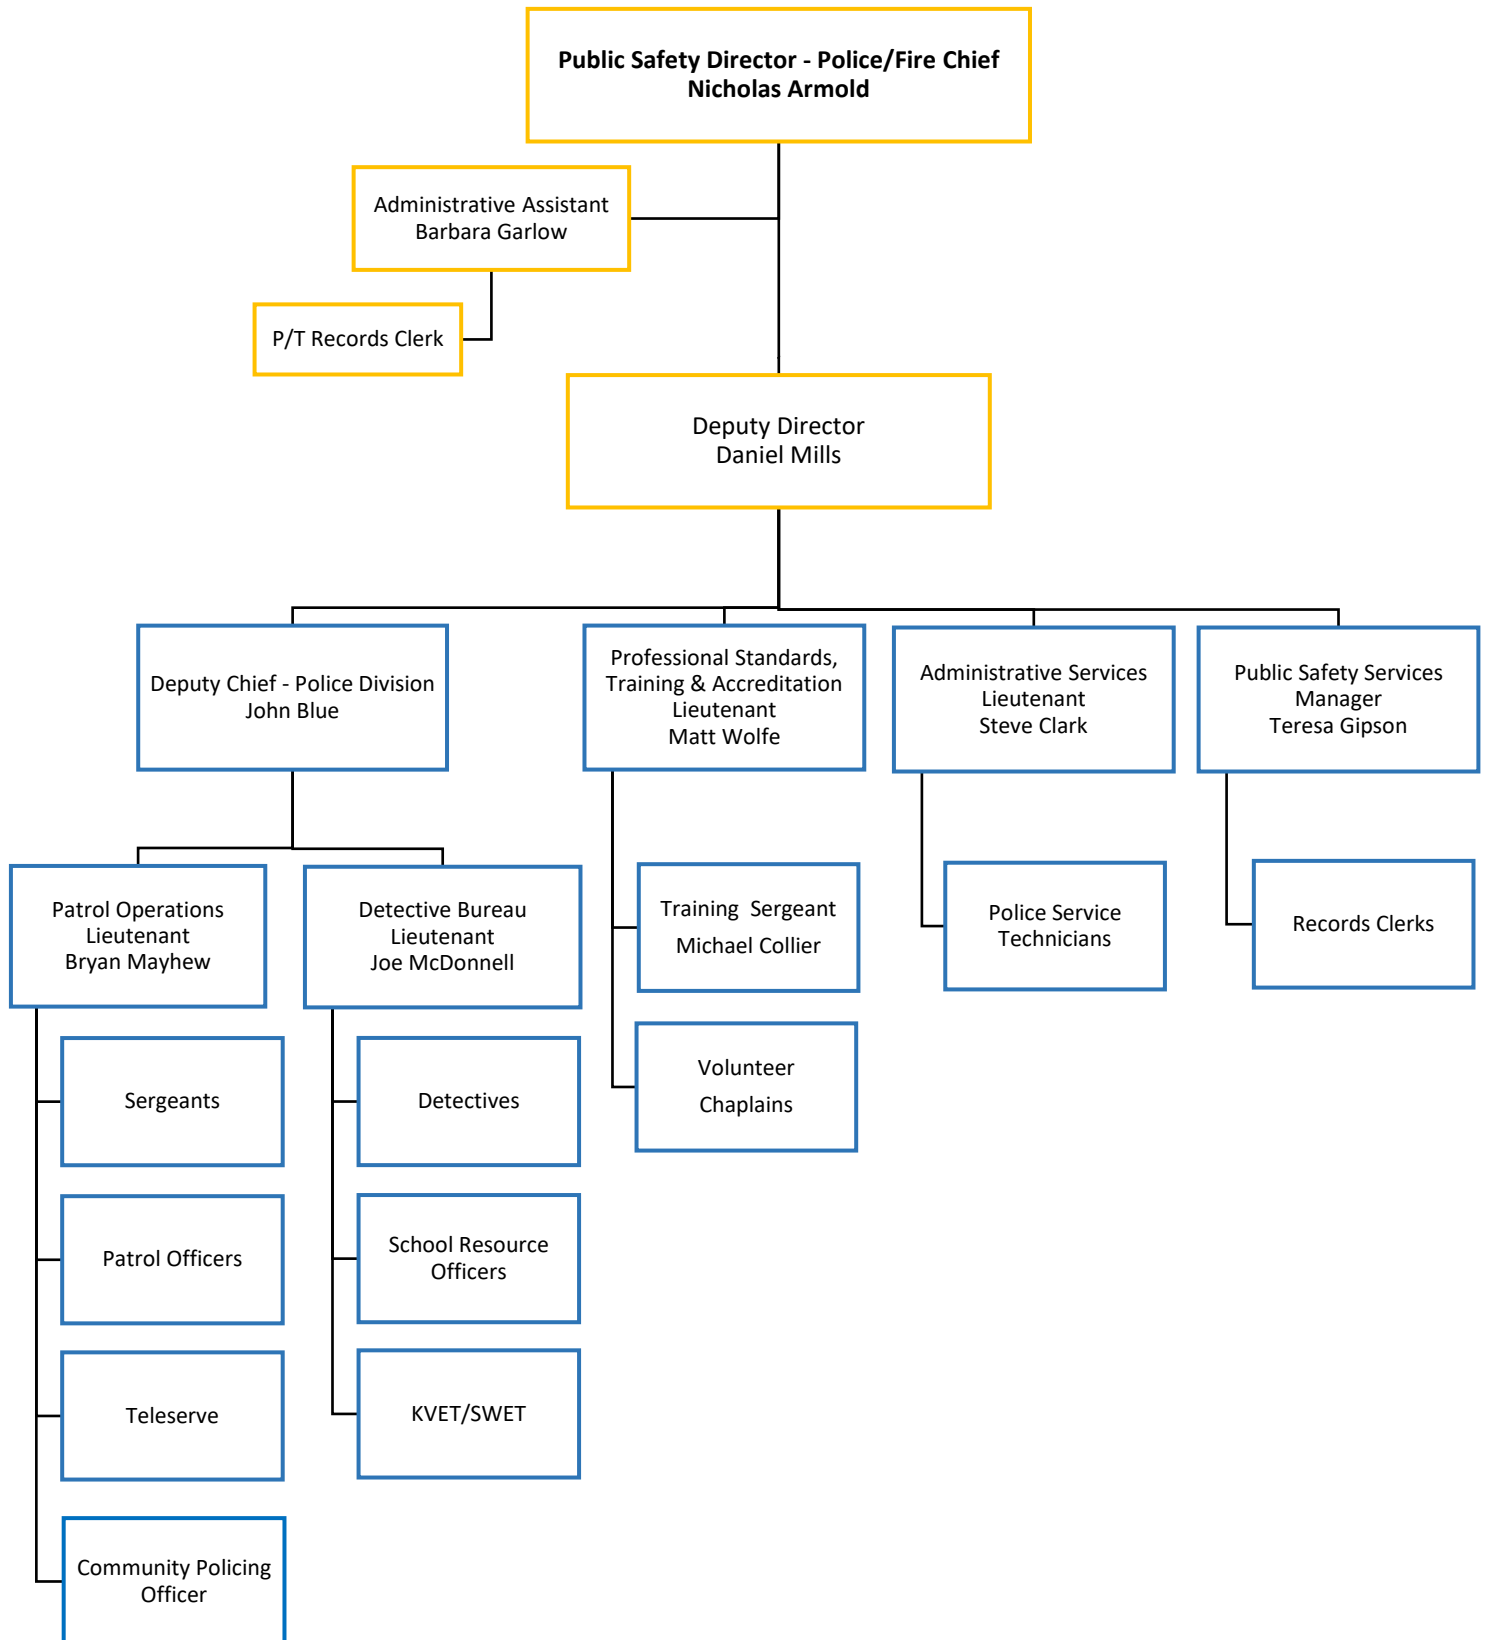 Public Safety Director - Police/Fire Chief
Nicholas Armold
Administrative Assistant
Barbara Garlow
P/T Records Clerk
Deputy Director
Daniel Mills
Deputy Chief - Police Division
John Blue
Professional Standards,
Training & Accreditation
Lieutenant
Matt Wolfe
Administrative Services
Lieutenant
Steve Clark
Public Safety Services
Manager
Teresa Gipson
Patrol Operations
Lieutenant
Bryan Mayhew
Detective Bureau
Lieutenant
Joe McDonnell
Training Sergeant
Michael Collier
Police Service
Technicians
Records Clerks
Sergeants
Detectives
Volunteer
Chaplains
Patrol Officers
School Resource
Officers
Teleserve
KVET/SWET
Community Policing
Officer